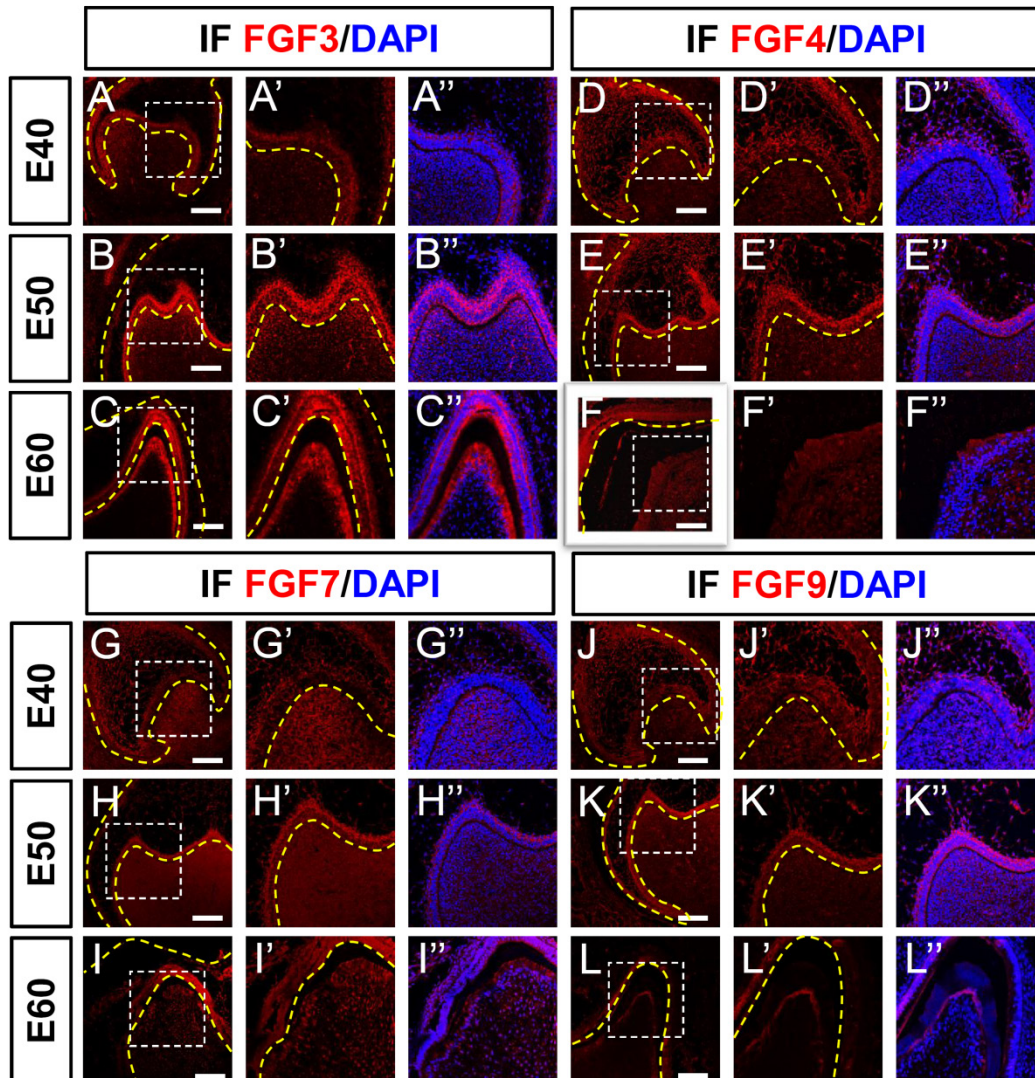 IF FGF3/DAPI
IF FGF4/DAPI
E40
A A’ A’’ D D’ D’’
E50
B B’ B’’ E E’ E’’
E60
C C’ C’’ F F’ F’’
IF FGF7/DAPI
IF FGF9/DAPI
E40
G G’ G’’ J J’ J’’
E50
H H’ H’’ K K’ K’’
E60
I I’ I’’ L L’ L’’